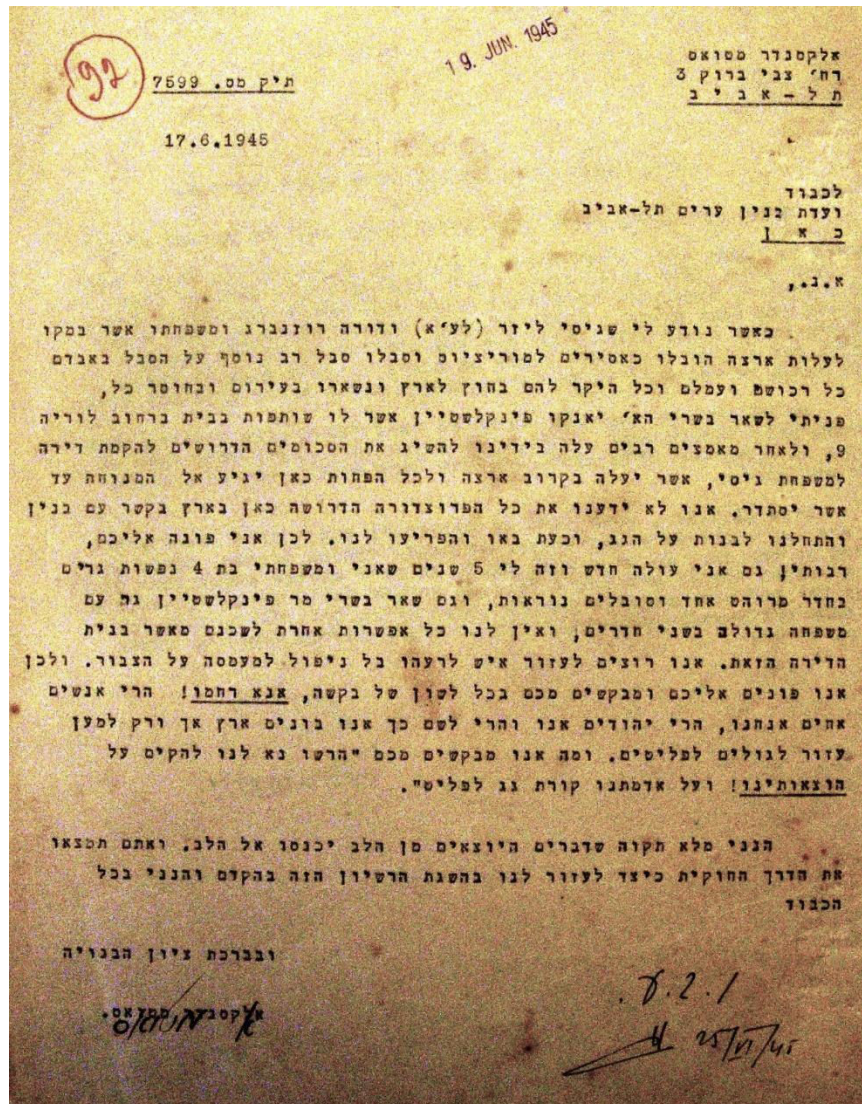 19. JUN. 1945
92
תיק מס. 7599
17.6.1945
אלקסנדר מטואס
רח׳ צבי ברוק 3
תל-אביב
לכבוד
ועדת בנין ערים תל-אביב
כאן
א.נ.,
כאשר נודע לי שגיסי ליזר (לע״א) ודורה רוזנברג ומשפחתו אשר במקו
לעלות ארצה הובלו כאסירים למוריציוס וסבלו סבל רב נוסף על הסבל באבדם
כל רכושם ועמלם וכל היקר להם בחוץ לארץ ונשארו בעירום ובחוסר כל,
פניתי לשאר בשרי הא׳ יאנקו פינקלשטיין אשר לו שותפות בבית ברחוב לוריה
9, ולאחר מאמצים רבים עלה בידינו להשיג את הסכומים הדרושים להקמת דירה
למשפחת גיסי, אשר יעלה בקרוב ארצה ולכל הפחות כאן יגיע אל המנוחת עד
אשר יסתדר. אנו לא ידענו את כל הפרוצדורה הדרושה כאן בארץ בקשר עם בנין
והתחלנו לבנות על הגג, וכעת באו והפריעו לנו. לכן אני פונה אליכם,
רבותי; גם אני עולה חדש וזה לי 5 שנים שאני ומשפחתי בת 4 נפשות גרים
בחדר מרוהט אחד וסובלים נוראות, וגם שאר בשרי מר פינקלשטיין גר עם
משפחה גדולה בשני חדרים, ואין לנו כל אפשרות אחרת לשכנם מאשר בנית
הדירה הזאת. אנו רוצים לעזור איש לרעהו בל ניפול למעמסה על הצבור. ולכן
אנו פונים אליכם ומבקשים מכם בכל לשון של בקשה, אנא רחמו! הרי אנשים
אחים אנחנו, הרי יהודים אנו והרי לשם כך אנו בונים ארץ אך ורק למען
עזור לגולים לפליטים. ומה אנו מבקשים מכם "הרשו נא לנו להקים על
הוצאותינו! ועל אדמתנו קורת גג לפליט".
הנני מלא תקוה שדברים היוצאים מן הלב יכנסו אל הלב. ואתם תמצאו
את הדרך החוקית כיצד לעזור לנו בהשגת הרשיון הזה בהקדם והנני בכל
הכבוד
ובברכת ציון הבנויה
אלקסנדר מטואס.
25/VI/45